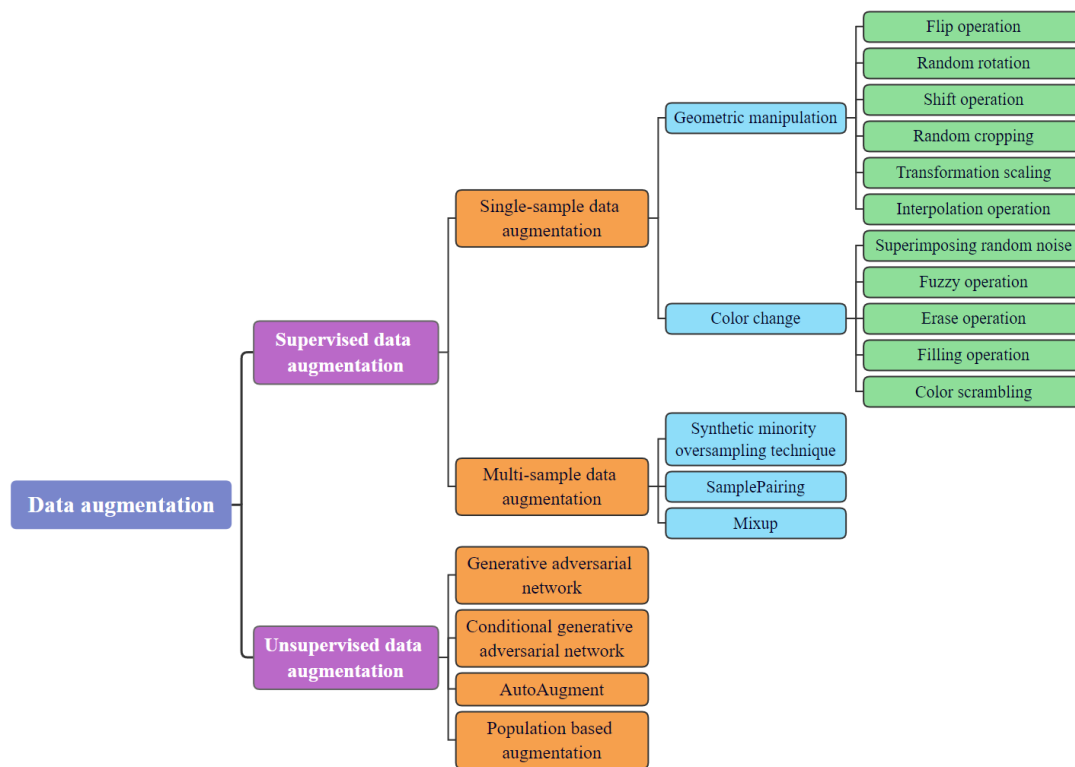 Data augmentation
Supervised data
augmentation
Single-sample data
augmentation
Geometric manipulation
Flip operation
Random rotation
Shift operation
Random cropping
Transformation scaling
Interpolation operation
Color change
Superimposing random noise
Fuzzy operation
Erase operation
Filling operation
Color scrambling
Multi-sample data
augmentation
Synthetic minority
oversampling technique
SamplePairing
Mixup
Unsupervised data
augmentation
Generative adversarial
network
Conditional generative
adversarial network
AutoAugment
Population based
augmentation